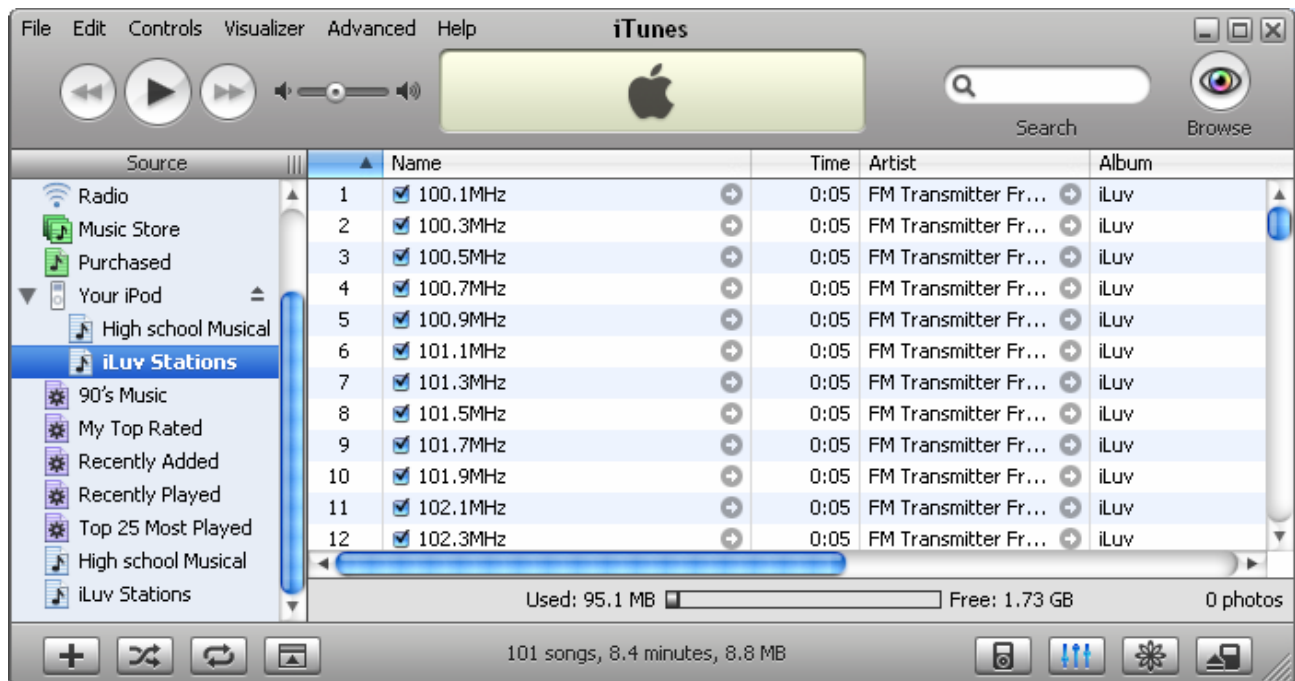 File Edit Controls Visualizer Advanced Help iTunes
Search Browse
Source Name Time Artist Album
Radio
Music Store
Purchased
Your iPod
High school Musical
iLuv Stations
90's Music
My Top Rated
Recently Added
Recently Played
Top 25 Most Played
High school Musical
iLuv Stations
1 100.1MHz 0:05 FM Transmitter Fr... iLuv
2 100.3MHz 0:05 FM Transmitter Fr... iLuv
3 100.5MHz 0:05 FM Transmitter Fr... iLuv
4 100.7MHz 0:05 FM Transmitter Fr... iLuv
5 100.9MHz 0:05 FM Transmitter Fr... iLuv
6 101.1MHz 0:05 FM Transmitter Fr... iLuv
7 101.3MHz 0:05 FM Transmitter Fr... iLuv
8 101.5MHz 0:05 FM Transmitter Fr... iLuv
9 101.7MHz 0:05 FM Transmitter Fr... iLuv
10 101.9MHz 0:05 FM Transmitter Fr... iLuv
11 102.1MHz 0:05 FM Transmitter Fr... iLuv
12 102.3MHz 0:05 FM Transmitter Fr... iLuv
Used: 95.1 MB Free: 1.73 GB 0 photos
101 songs, 8.4 minutes, 8.8 MB